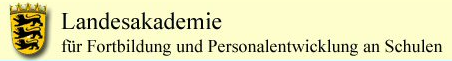 Landesakademie
für Fortbildung und Personalentwicklung an Schulen